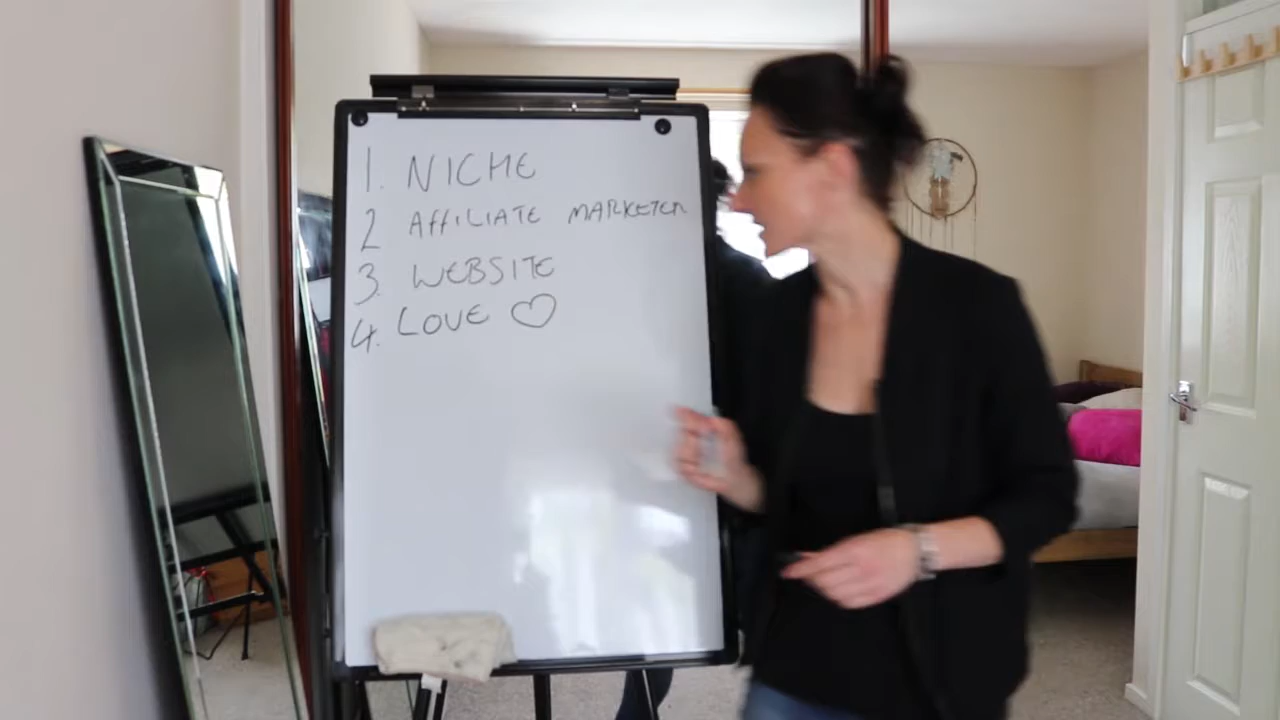 1. NICHE
2 AFFILIATE MARKETER
3. WEBSITE
4. LOVE ♡